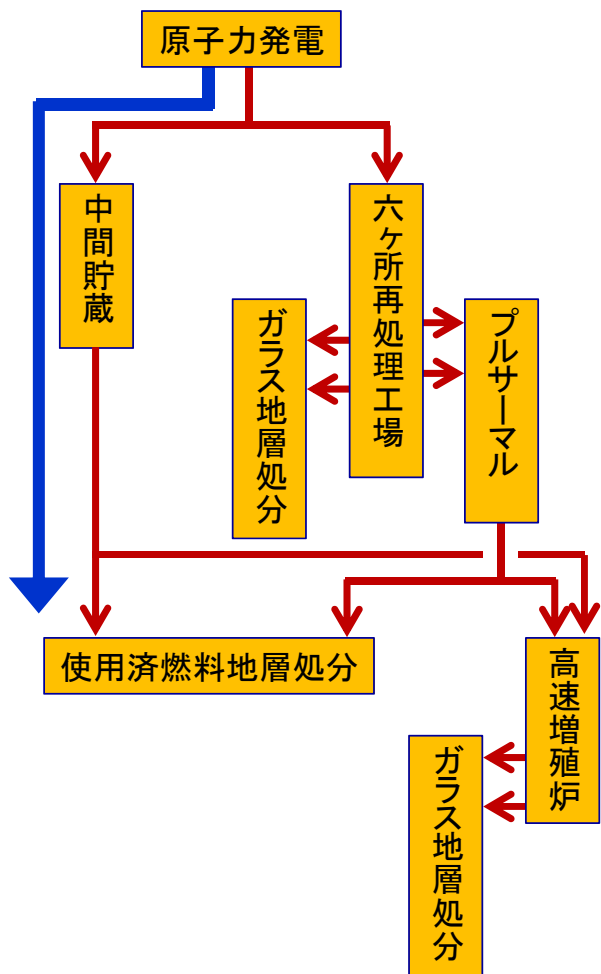 原子力発電
中間貯蔵
六ヶ所再処理工場
ガラス地層処分
プルサーマル
使用済燃料地層処分
高速増殖炉
ガラス地層処分